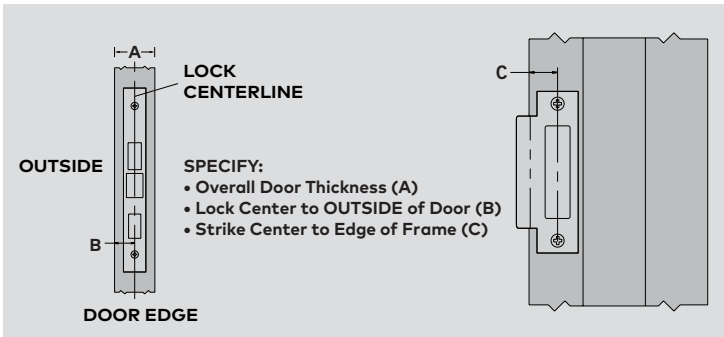 A
LOCK
CENTERLINE
C
OUTSIDE
SPECIFY:
• Overall Door Thickness (A)
• Lock Center to OUTSIDE of Door (B)
• Strike Center to Edge of Frame (C)
B
DOOR EDGE